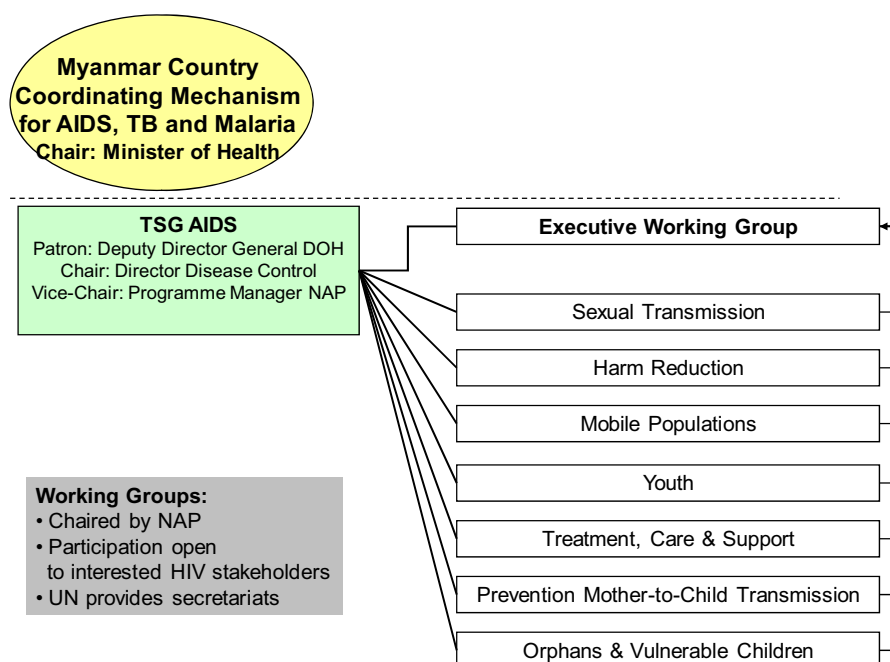 Myanmar Country
Coordinating Mechanism
for AIDS, TB and Malaria
Chair: Minister of Health
TSG AIDS
Patron: Deputy Director General DOH
Chair: Director Disease Control
Vice-Chair: Programme Manager NAP
Executive Working Group
Sexual Transmission
Harm Reduction
Mobile Populations
Youth
Treatment, Care & Support
Prevention Mother-to-Child Transmission
Orphans & Vulnerable Children
Working Groups:
• Chaired by NAP
• Participation open
to interested HIV stakeholders
• UN provides secretariats